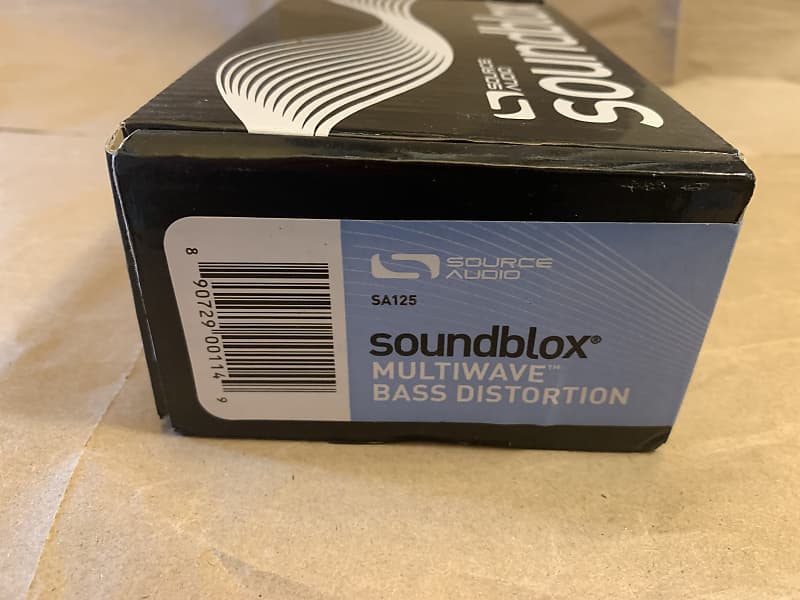 SOURCE
AUDIO
soundblox
SOURCE
AUDIO
SA125
soundblox®
MULTIWAVE™
BASS DISTORTION
8 90729 00114 9